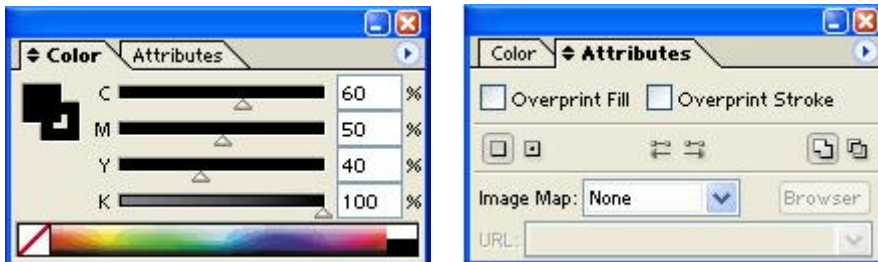 Color Attributes
C 60 %
M 50 %
Y 40 %
K 100 %
Color Attributes
Overprint Fill Overprint Stroke
Image Map: None Browser
URL: